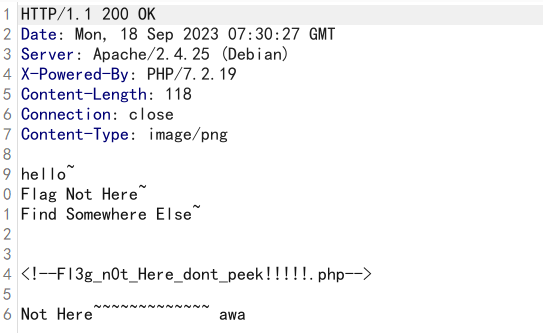 1 HTTP/1.1 200 OK
2 Date: Mon, 18 Sep 2023 07:30:27 GMT
3 Server: Apache/2.4.25 (Debian)
4 X-Powered-By: PHP/7.2.19
5 Content-Length: 118
6 Connection: close
7 Content-Type: image/png
8
9 hello~
0 Flag Not Here~
1 Find Somewhere Else~
2
3
4 <!--Fl3g_n0t_Here_dont_peek!!!!!.php-->
5
6 Not Here~~~~~~~~~~~~~ awa